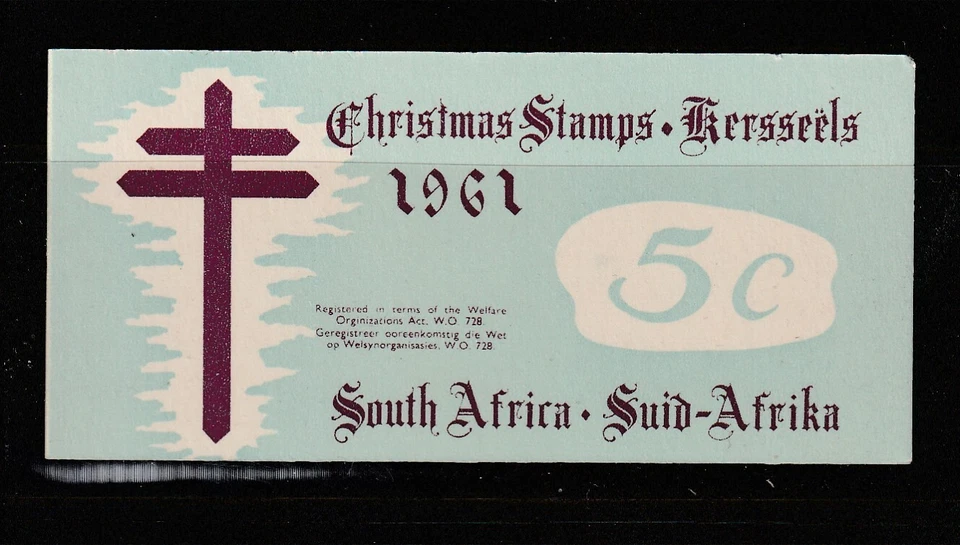 Christmas Stamps • Kersseëls
1961
5c
Registered in terms of the Welfare
Orginizations Act. W.O. 728.
Geregistreer ooreenkomstig die Wet
op Welsynorganisasies. W.O. 728.
South Africa • Suid-Afrika